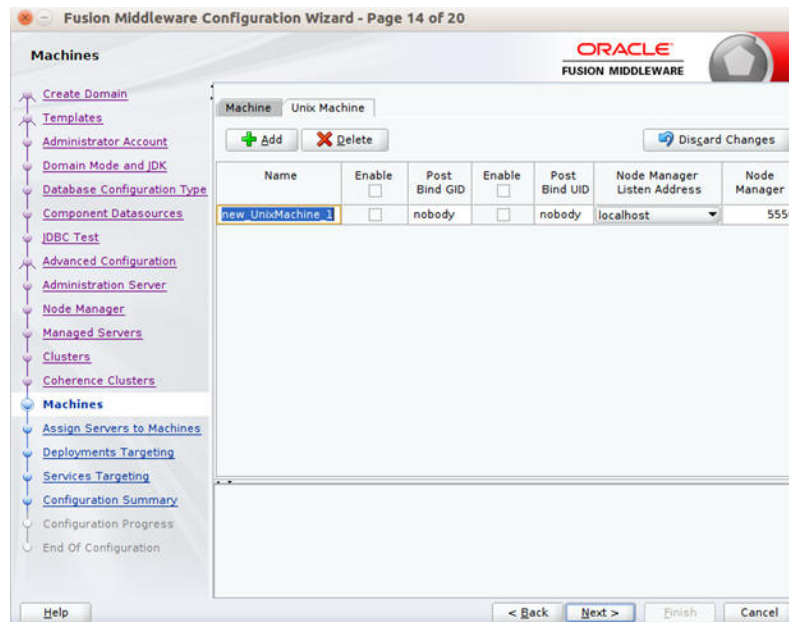 Fusion Middleware Configuration Wizard - Page 14 of 20
Machines
ORACLE
FUSION MIDDLEWARE
Create Domain
Templates
Administrator Account
Domain Mode and JDK
Database Configuration Type
Component Datasources
JDBC Test
Advanced Configuration
Administration Server
Node Manager
Managed Servers
Clusters
Coherence Clusters
Machines
Assign Servers to Machines
Deployments Targeting
Services Targeting
Configuration Summary
Configuration Progress
End Of Configuration
Machine Unix Machine
Add Delete Discard Changes
Name Enable Post Bind GID Enable Post Bind UID Node Manager Listen Address Node Manager
new_UnixMachine_1 nobody nobody localhost 555
Help < Back Next > Finish Cancel